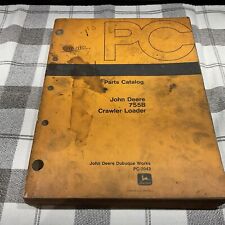 PC
Parts Catalog
John Deere
755B
Crawler Loader
John Deere Dubuque Works
PC-2043